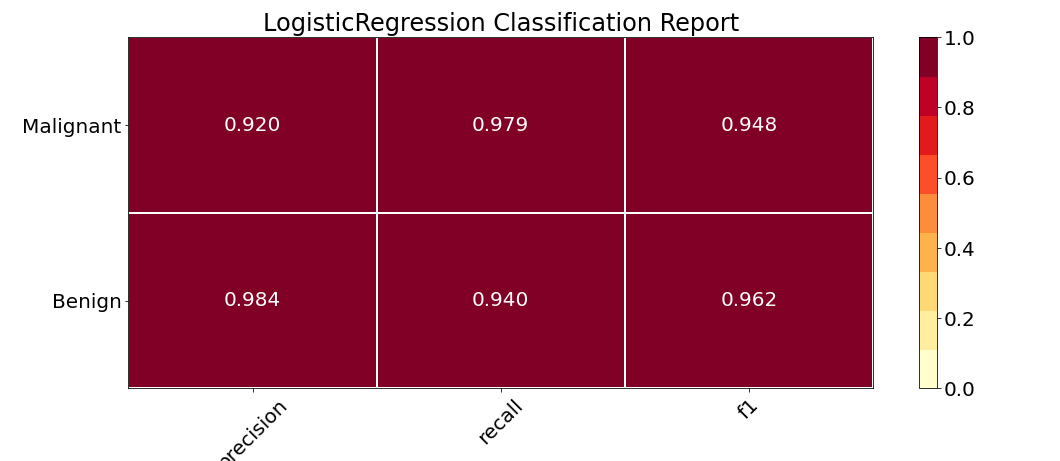 LogisticRegression Classification Report
Malignant 0.920 0.979 0.948
Benign 0.984 0.940 0.962
precision recall f1
1.0
0.8
0.6
0.4
0.2
0.0